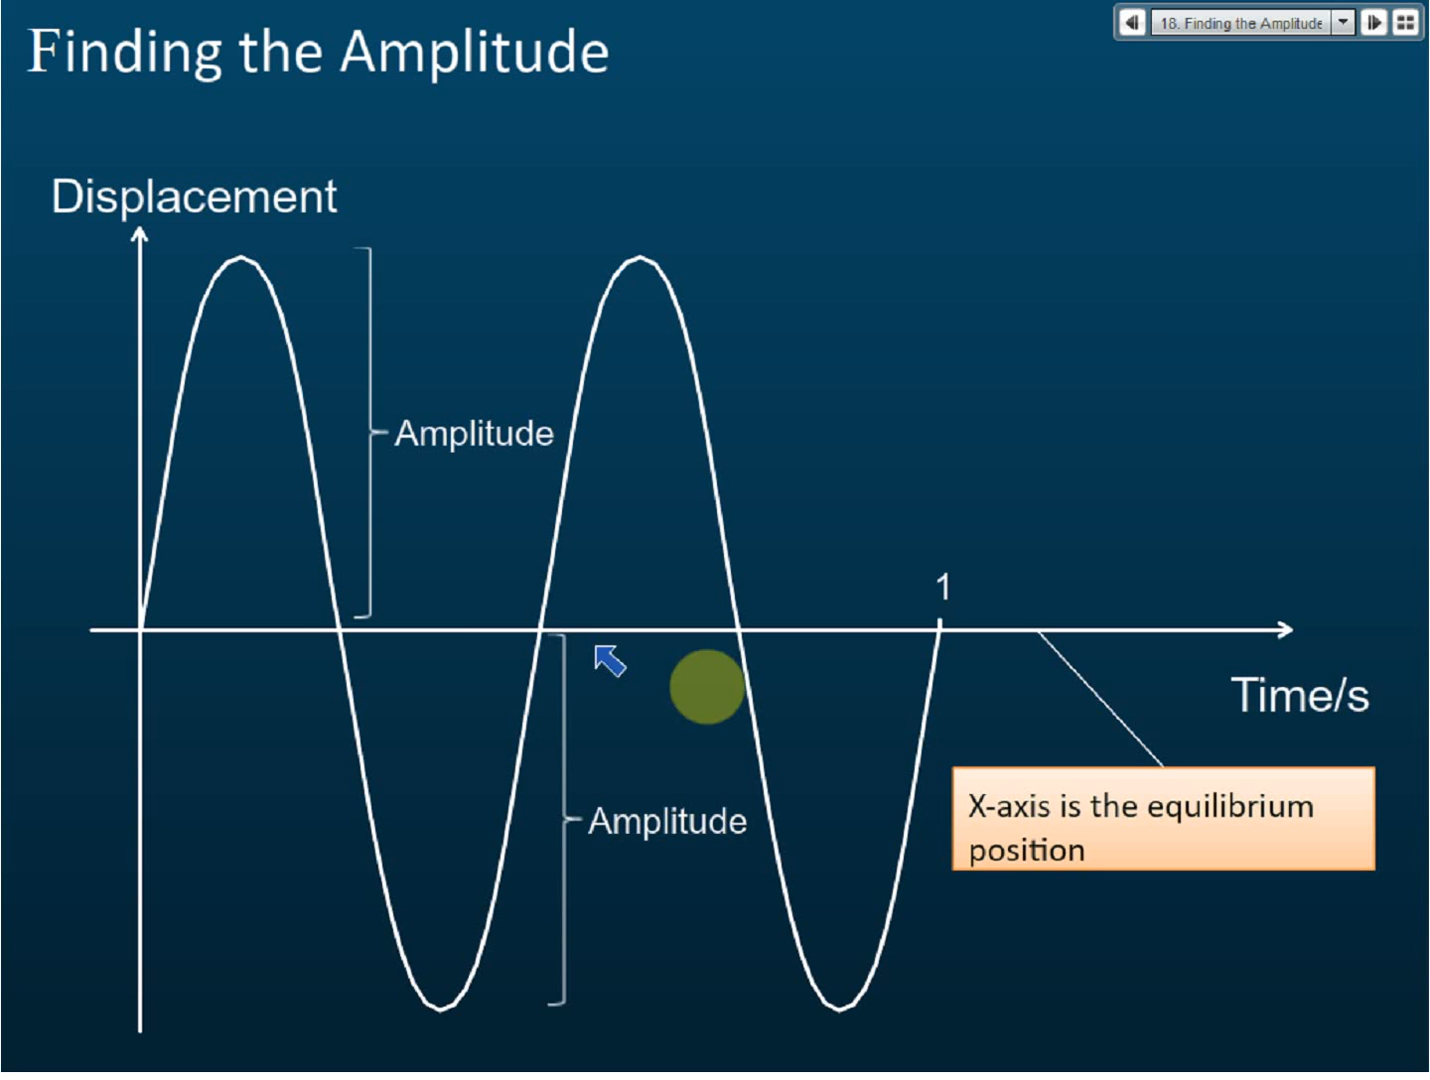 Finding the Amplitude
18. Finding the Amplitude
Displacement
Amplitude
1
Time/s
Amplitude
X-axis is the equilibrium
position